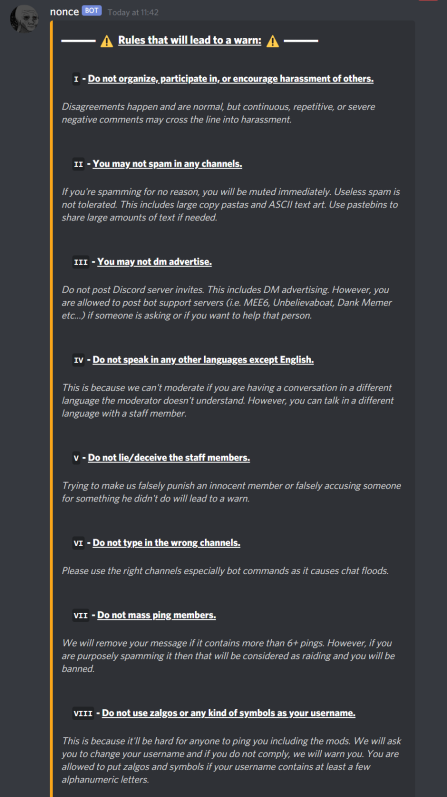 nonce BOT Today at 11:42
Rules that will lead to a warn:
I - Do not organize, participate in, or encourage harassment of others.
Disagreements happen and are normal, but continuous, repetitive, or severe
negative comments may cross the line into harassment.
II - You may not spam in any channels.
If you're spamming for no reason, you will be muted immediately. Useless spam is
not tolerated. This includes large copy pastas and ASCII text art. Use pastebins to
share large amounts of text if needed.
III - You may not dm advertise.
Do not post Discord server invites. This includes DM advertising. However, you
are allowed to post bot support servers (i.e. MEE6, Unbelievaboat, Dank Memer
etc...) if someone is asking or if you want to help that person.
IV - Do not speak in any other languages except English.
This is because we can't moderate if you are having a conversation in a different
language the moderator doesn't understand. However, you can talk in a different
language with a staff member.
V - Do not lie/deceive the staff members.
Trying to make us falsely punish an innocent member or falsely accusing someone
for something he didn't do will lead to a warn.
VI - Do not type in the wrong channels.
Please use the right channels especially bot commands as it causes chat floods.
VII - Do not mass ping members.
We will remove your message if it contains more than 6+ pings. However, if you
are purposely spamming it then that will be considered as raiding and you will be
banned.
VIII - Do not use zalgos or any kind of symbols as your username.
This is because it'll be hard for anyone to ping you including the mods. We will ask
you to change your username and if you do not comply, we will warn you. You are
allowed to put zalgos and symbols if your username contains at least a few
alphanumeric letters.